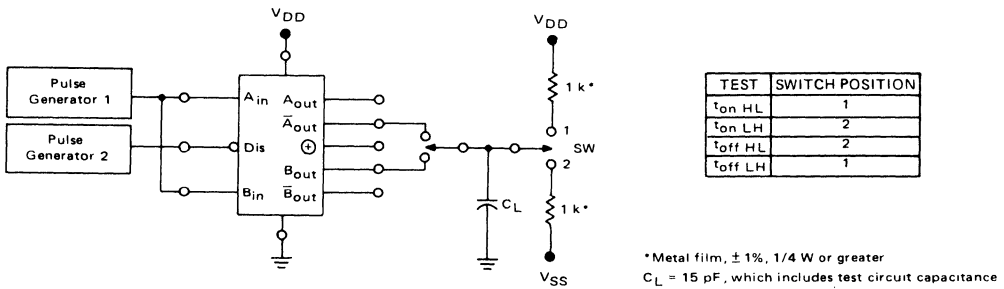 VDD
VDD
Pulse
Generator 1
Pulse
Generator 2
Ain
Dis
Bin
Aout
A̅out
⊕
Bout
B̅out
CL
1 k*
1
SW
2
1 k*
VSS
TEST SWITCH POSITION
ton HL 1
ton LH 2
toff HL 2
toff LH 1
*Metal film, ± 1%, 1/4 W or greater
CL = 15 pF, which includes test circuit capacitance